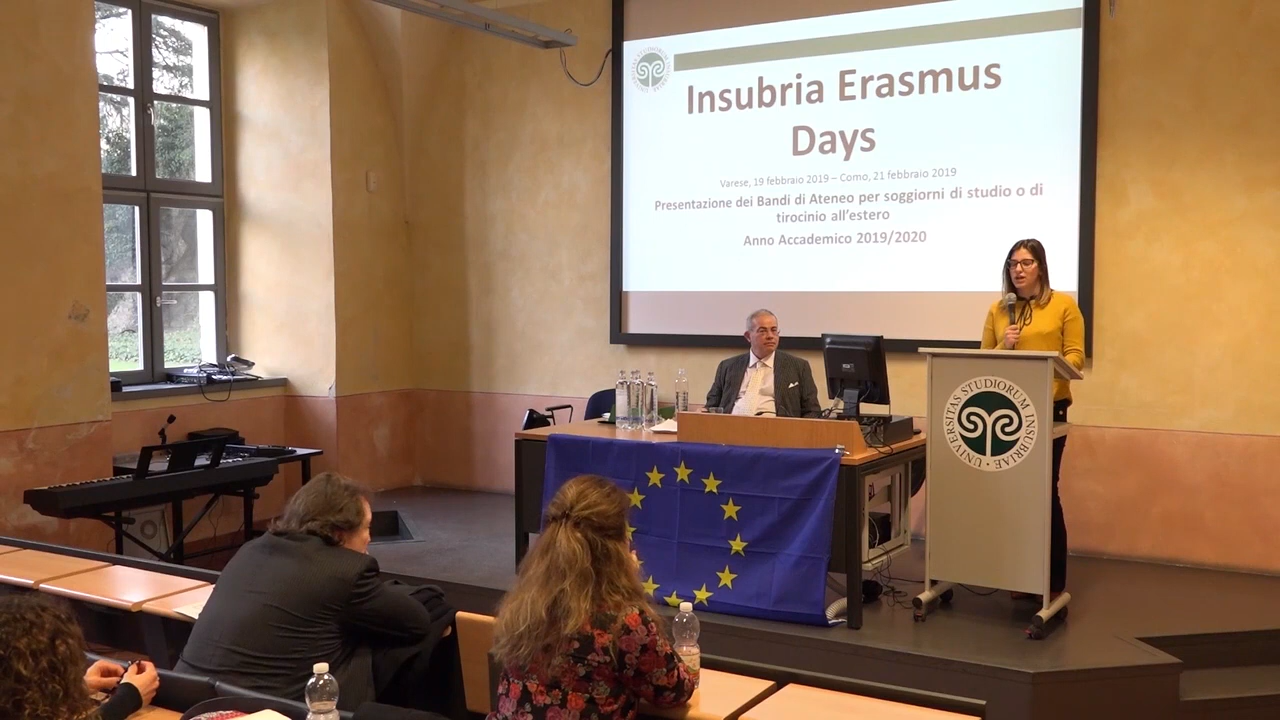 Insubria Erasmus
Days
Varese, 19 febbraio 2019 – Como, 21 febbraio 2019
Presentazione dei Bandi di Ateneo per soggiorni di studio o di
tirocinio all'estero
Anno Accademico 2019/2020
UNIVERSITAS STUDIORUM INSUBRIAE